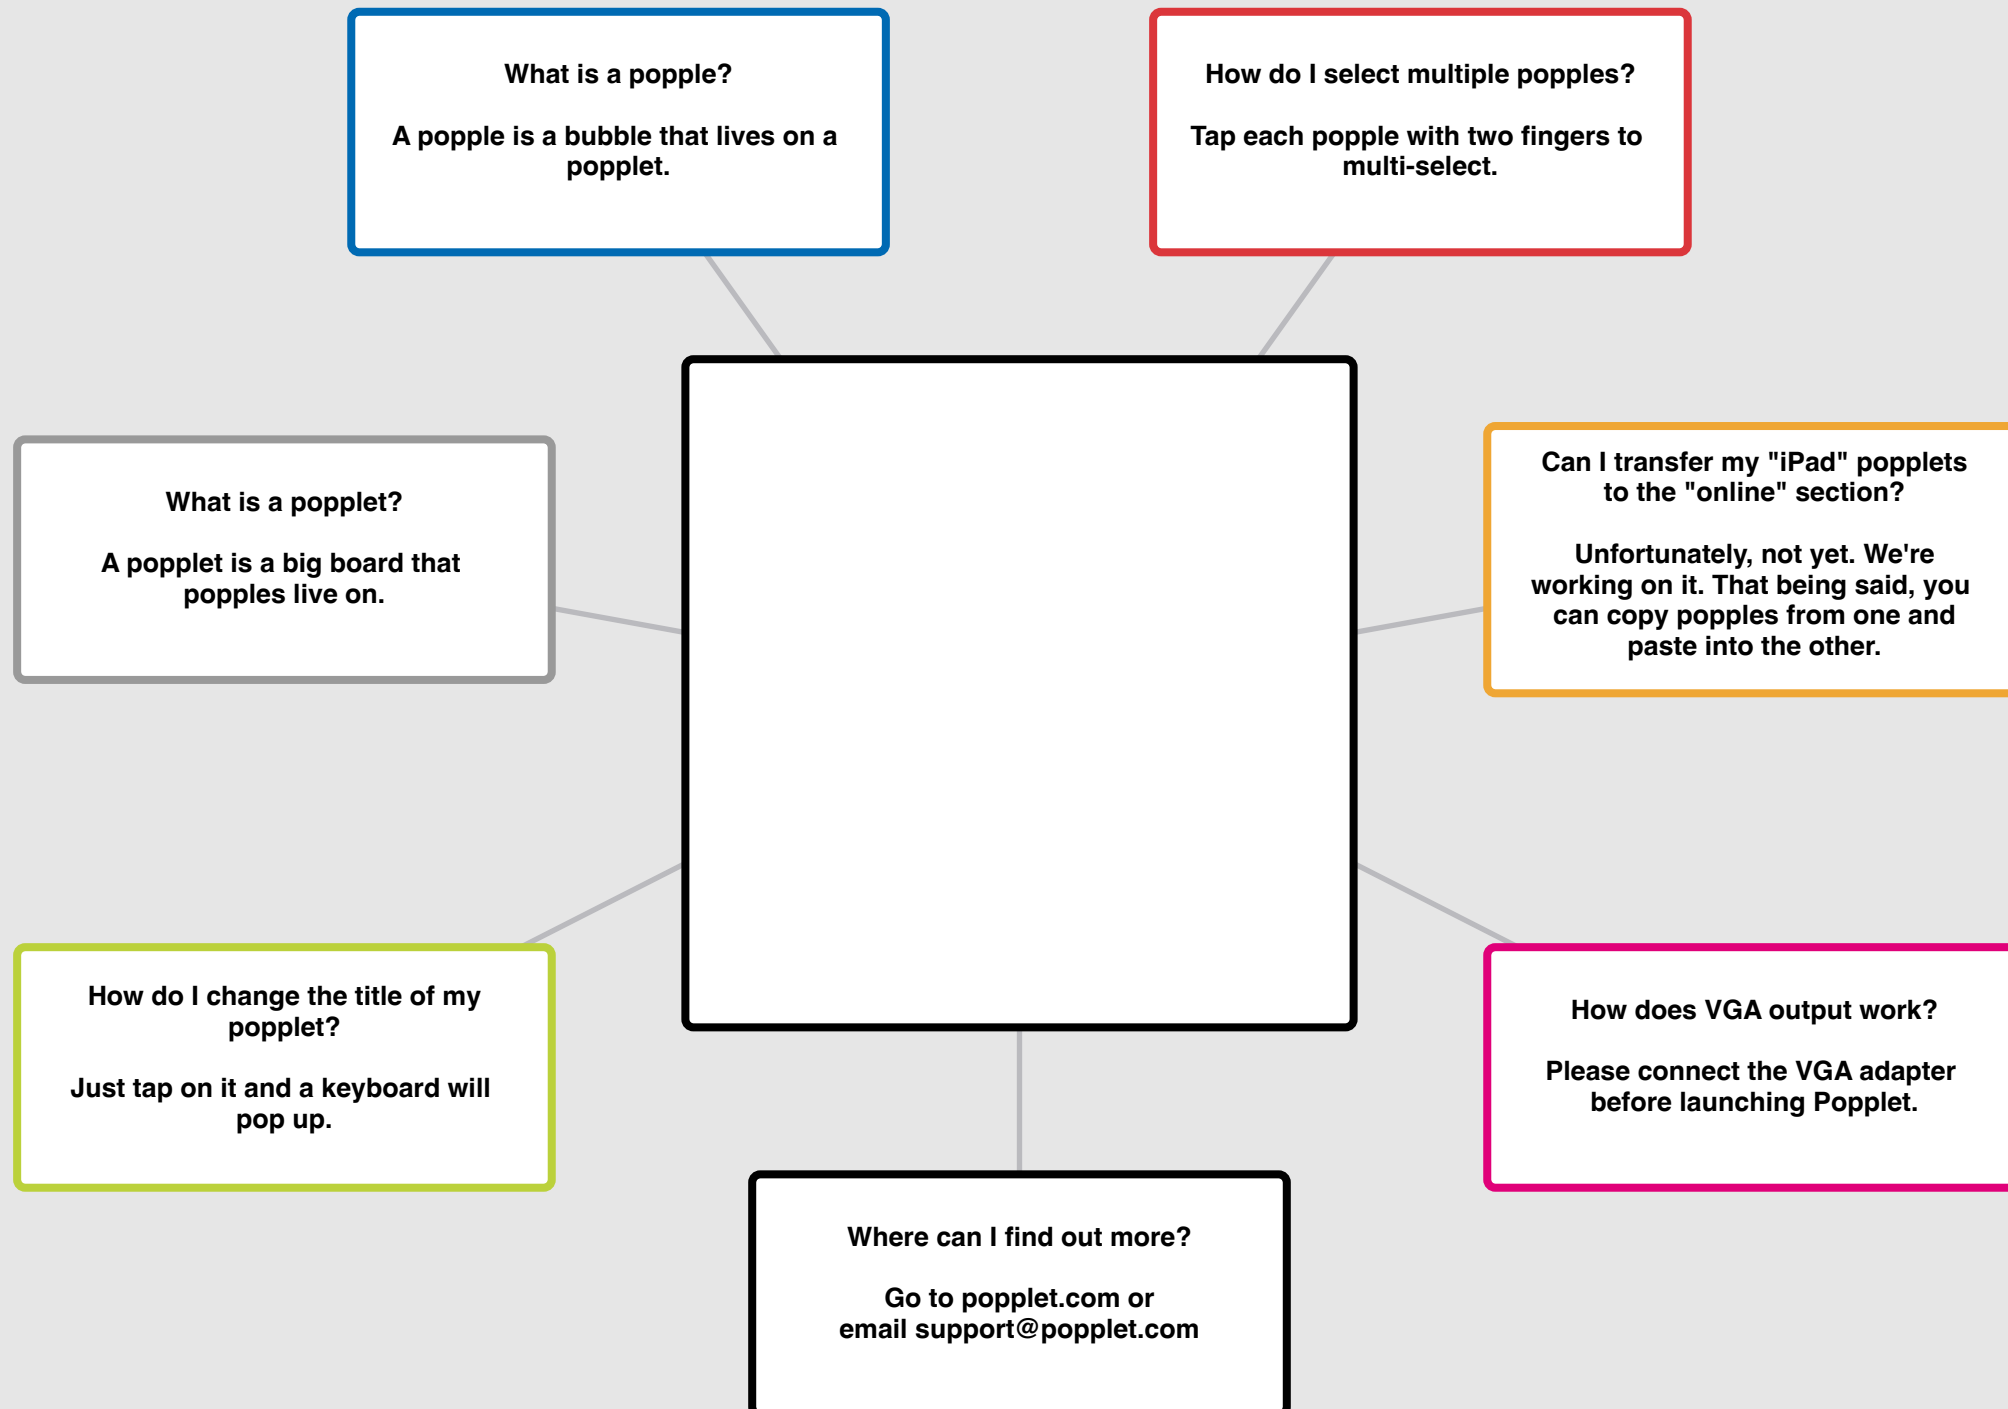 What is a popple?
A popple is a bubble that lives on a
popplet.
How do I select multiple popples?
Tap each popple with two fingers to
multi-select.
What is a popplet?
A popplet is a big board that
popples live on.
Can I transfer my "iPad" popplets
to the "online" section?
Unfortunately, not yet. We're
working on it. That being said, you
can copy popples from one and
paste into the other.
How do I change the title of my
popplet?
Just tap on it and a keyboard will
pop up.
How does VGA output work?
Please connect the VGA adapter
before launching Popplet.
Where can I find out more?
Go to popplet.com or
email support@popplet.com